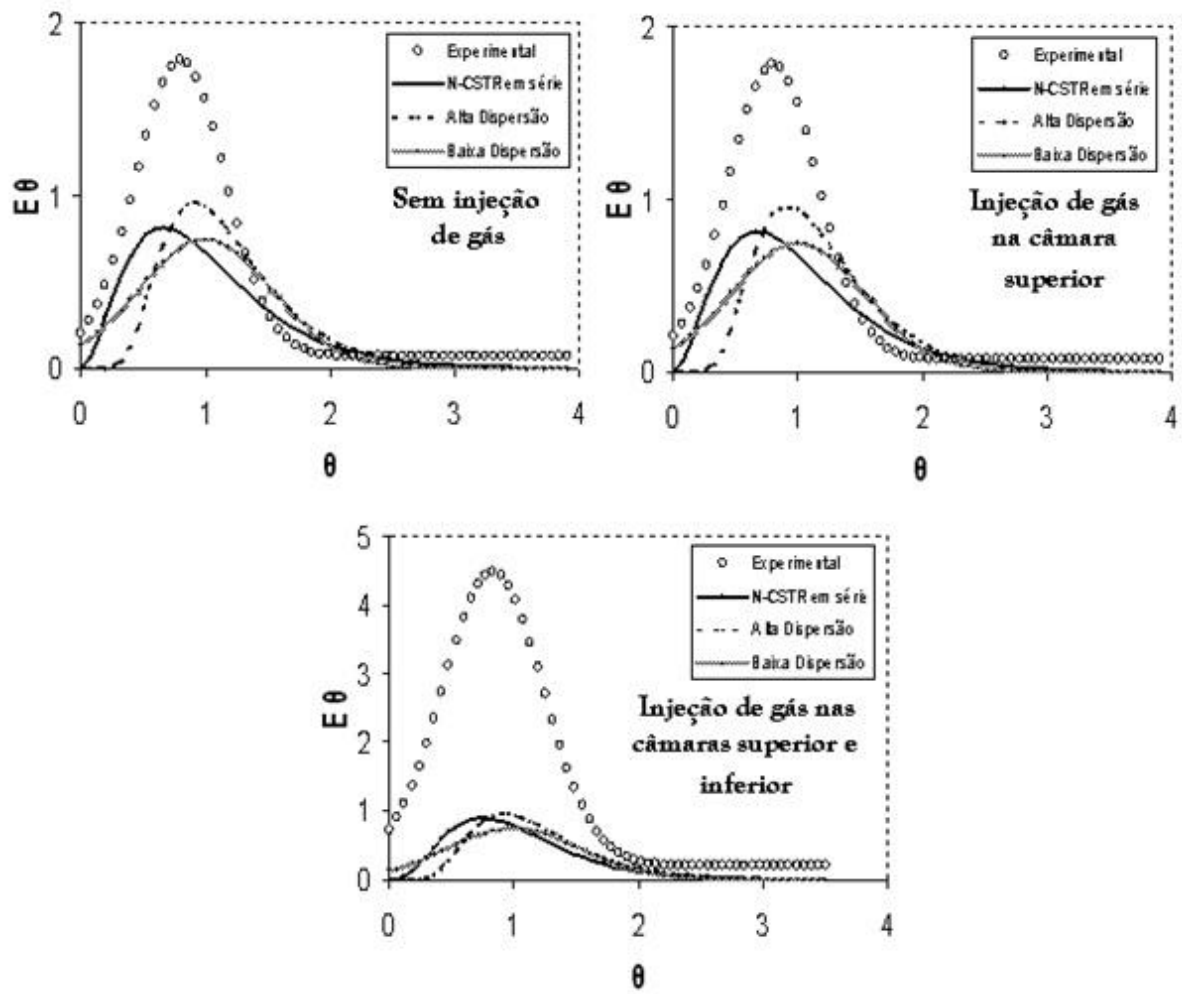 2
1
0
E θ
0 1 2 3 4
θ
Experimental
N-CSTR em série
Alta Dispersão
Baixa Dispersão
Sem injeção
de gás
2
1
0
E θ
0 1 2 3 4
θ
Experimental
N-CSTR em série
Alta Dispersão
Baixa Dispersão
Injeção de gás
na câmara
superior
5
4
3
2
1
0
E θ
0 1 2 3 4
θ
Experimental
N-CSTR em série
Alta Dispersão
Baixa Dispersão
Injeção de gás nas
câmaras superior e
inferior